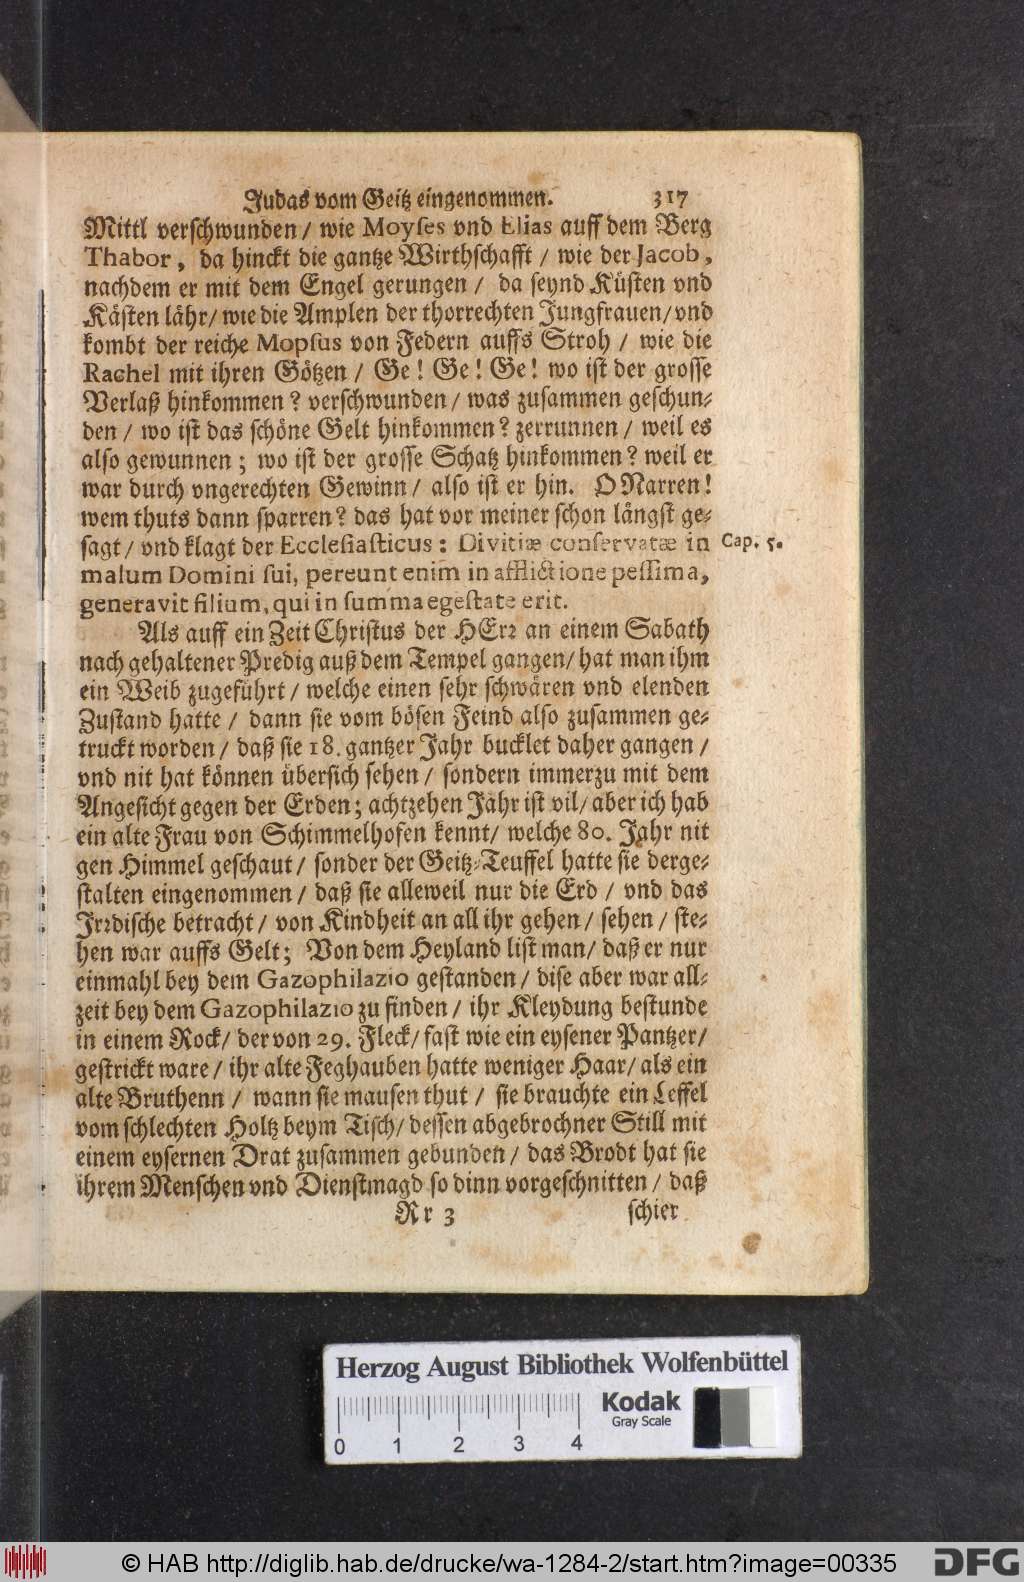 Judas vom Geitz eingenommen. 317
Mittl verschwunden / wie Moyses vnd Elias auff dem Berg
Thabor, da hinckt die gantze Wirthschafft / wie der Jacob,
nachdem er mit dem Engel gerungen / da seynd Küsten vnd
Kästen lähr / wie die Amplen der thorrechten Jungfrauen / vnd
kombt der reiche Mopsus von Federn auffs Stroh / wie die
Rachel mit ihren Götzen / Ge! Ge! Ge! wo ist der grosse
Verlaß hinkommen? verschwunden / was zusammen geschun-
den / wo ist das schöne Gelt hinkommen? zerrunnen / weil es
also gewunnen; wo ist der grosse Schatz hinkommen? weil er
war durch vngerechten Gewinn / also ist er hin. O Narren!
wem thuts dann sparren? das hat vor meiner schon längst ge-
sagt / vnd klagt der Ecclesiasticus: Divitiæ conservatæ in Cap. 5.
malum Domini sui, pereunt enim in afflictione pessima,
generavit filium, qui in summa egestate erit.
Als auff ein Zeit Christus der HErr an einem Sabath
nach gehaltener Predig auß dem Tempel gangen / hat man ihm
ein Weib zugeführt / welche einen sehr schwären vnd elenden
Zustand hatte / dann sie vom bösen Feind also zusammen ge-
truckt worden / daß sie 18. gantzer Jahr bucklet daher gangen /
vnd nit hat können übersich sehen / sondern immerzu mit dem
Angesicht gegen der Erden; achtzehen Jahr ist vil / aber ich hab
ein alte Frau von Schimmelhofen kennt / welche 80. Jahr nit
gen Himmel geschaut / sonder der Geitz-Teuffel hatte sie derge-
stalten eingenommen / daß sie alleweil nur die Erd / vnd das
Irrdische betracht / von Kindheit an all ihr gehen / sehen / ste-
hen war auffs Gelt; Von dem Heyland list man / daß er nur
einmahl bey dem Gazophilazio gestanden / dise aber war all-
zeit bey dem Gazophilazio zu finden / ihr Kleydung bestunde
in einem Rock / der von 29. Fleck / fast wie ein eysener Pantzer /
gestrickt ware / ihr alte Feghauben hatte weniger Haar / als ein
alte Bruthenn / wann sie mausen thut / sie brauchte ein Leffel
vom schlechten Holtz beym Tisch / dessen abgebrochner Still mit
einem eysernen Drat zusammen gebunden / das Brodt hat sie
ihrem Menschen vnd Dienstmagd so dinn vorgeschnitten / daß
Rr 3 schier
Herzog August Bibliothek Wolfenbüttel
Kodak
Gray Scale
0 1 2 3 4
© HAB http://diglib.hab.de/drucke/wa-1284-2/start.htm?image=00335 DFG